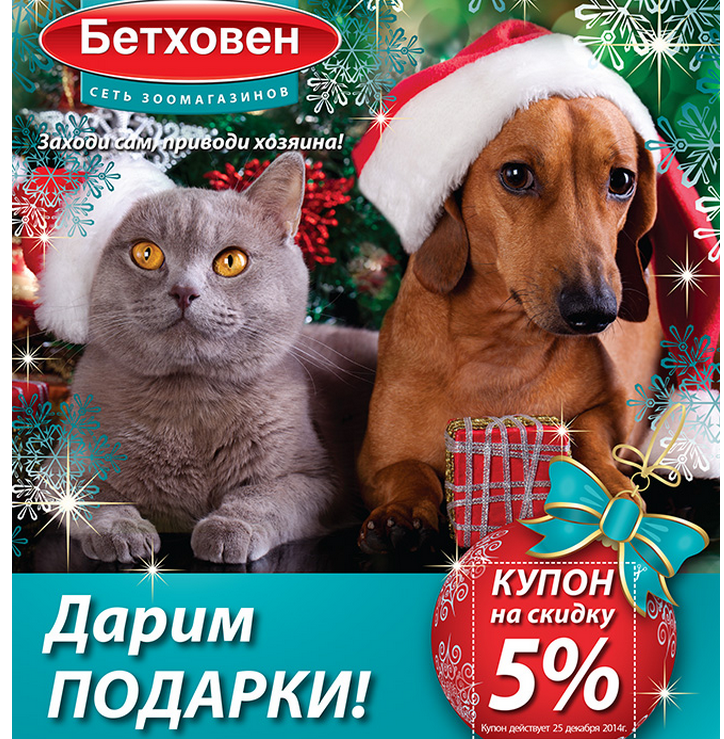 Бетховен
СЕТЬ ЗООМАГАЗИНОВ
Заходи сам, приводи хозяина!
Дарим
ПОДАРКИ!
КУПОН
на скидку
5%
Купон действует 25 декабря 2014г.